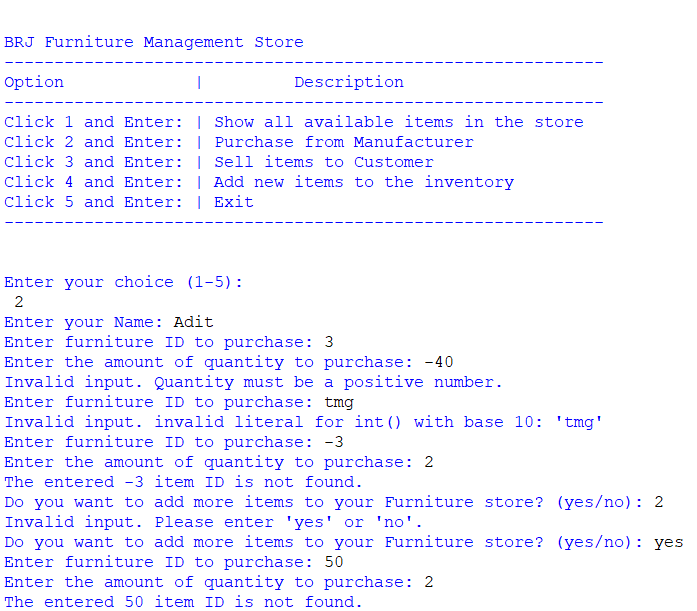 BRJ Furniture Management Store
------------------------------------------------------------
Option             |         Description
------------------------------------------------------------
Click 1 and Enter: | Show all available items in the store
Click 2 and Enter: | Purchase from Manufacturer
Click 3 and Enter: | Sell items to Customer
Click 4 and Enter: | Add new items to the inventory
Click 5 and Enter: | Exit
------------------------------------------------------------
Enter your choice (1-5):
 2
Enter your Name: Adit
Enter furniture ID to purchase: 3
Enter the amount of quantity to purchase: -40
Invalid input. Quantity must be a positive number.
Enter furniture ID to purchase: tmg
Invalid input. invalid literal for int() with base 10: 'tmg'
Enter furniture ID to purchase: -3
Enter the amount of quantity to purchase: 2
The entered -3 item ID is not found.
Do you want to add more items to your Furniture store? (yes/no): 2
Invalid input. Please enter 'yes' or 'no'.
Do you want to add more items to your Furniture store? (yes/no): yes
Enter furniture ID to purchase: 50
Enter the amount of quantity to purchase: 2
The entered 50 item ID is not found.